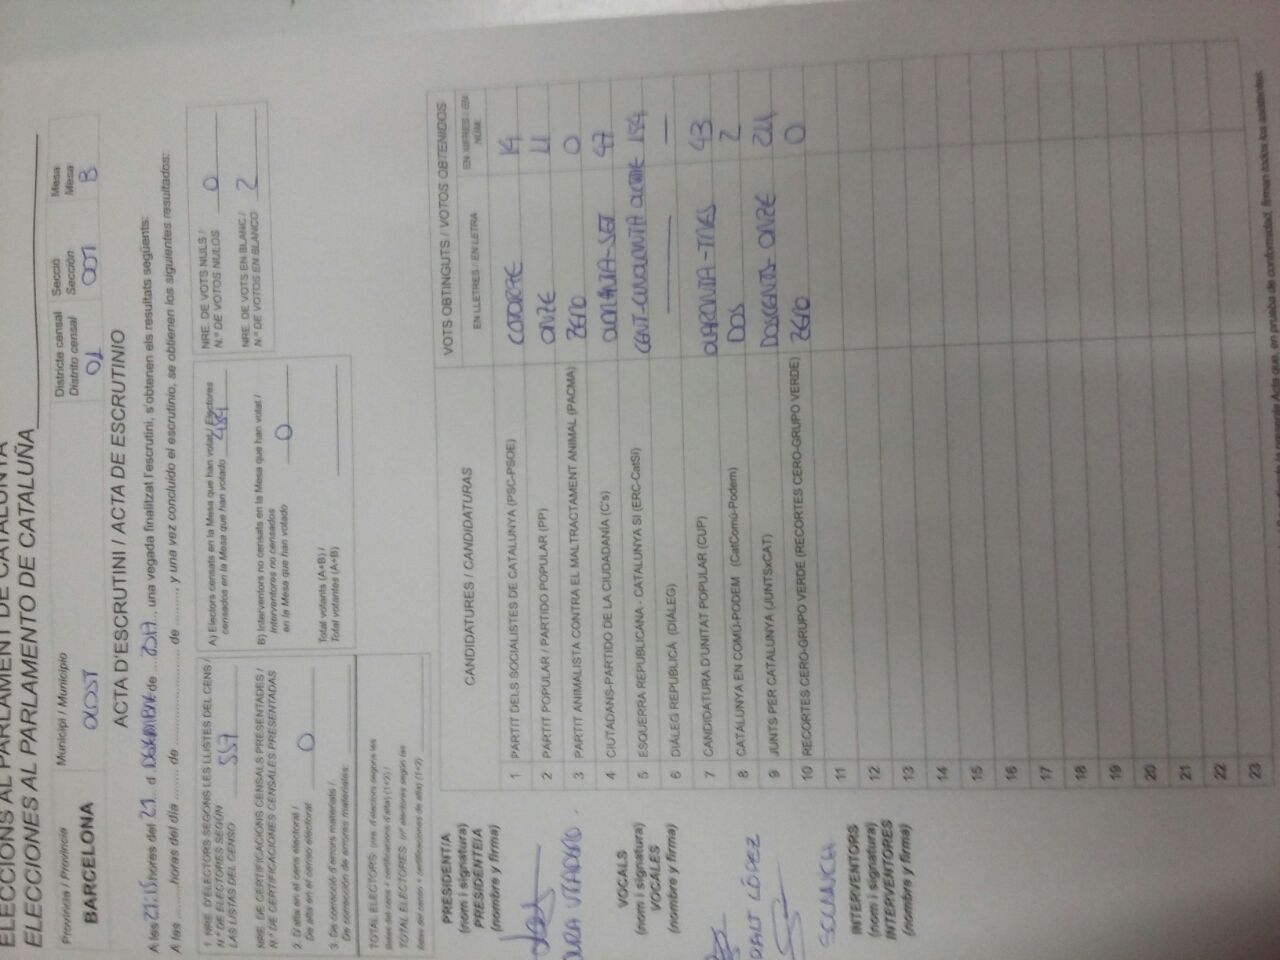 ELECCIONS AL PARLAMENT DE CATALUNYA
ELECCIONES AL PARLAMENTO DE CATALUÑA
Província / Provincia
BARCELONA
Municipi / Municipio
OLOST
Districte censal
Distrito censal
01
Secció
Sección
001
Mesa
Mesa
B
ACTA D'ESCRUTINI / ACTA DE ESCRUTINIO
A les 21:15 hores del 21 d DESEMBRE de 2017, una vegada finalitzat l'escrutini, s'obtenen els resultats següents:
A las ......... horas del día ........ de .................... de ........., y una vez concluido el escrutinio, se obtienen los siguientes resultados:
1. NRE. D'ELECTORS SEGONS LES LLISTES DEL CENS /
N.º DE ELECTORES SEGÚN
LAS LISTAS DEL CENSO 557
NRE. DE CERTIFICACIONS CENSALS PRESENTADES /
N.º DE CERTIFICACIONES CENSALES PRESENTADAS
2. D'alta en el cens electoral /
De alta en el censo electoral 0
3. De correcció d'errors materials /
De corrección de errores materiales:
TOTAL ELECTORS: (nre. d'electors segons les
llistes del cens + certificacions d'alta) (1+2) /
TOTAL ELECTORES: (nº electores según las
listas del censo + certificaciones de alta) (1+2)
A) Electors censats en la Mesa que han votat / Electores
censados en la Mesa que han votado 484
B) Interventors no censats en la Mesa que han votat /
Interventores no censados
en la Mesa que han votado 0
Total votants (A+B) /
Total votantes (A+B)
NRE. DE VOTS NULS /
N.º DE VOTOS NULOS 0
NRE. DE VOTS EN BLANC /
N.º DE VOTOS EN BLANCO 2
CANDIDATURES / CANDIDATURAS
VOTS OBTINGUTS / VOTOS OBTENIDOS
EN LLETRES / EN LETRA
EN XIFRES / EN NÚM.
1 PARTIT DELS SOCIALISTES DE CATALUNYA (PSC-PSOE) CATORZE 14
2 PARTIT POPULAR / PARTIDO POPULAR (PP) ONZE 11
3 PARTIT ANIMALISTA CONTRA EL MALTRACTAMENT ANIMAL (PACMA) ZERO 0
4 CIUTADANS-PARTIDO DE LA CIUDADANÍA (C's) QUARANTA-SET 47
5 ESQUERRA REPUBLICANA - CATALUNYA SI (ERC-CatSí) CENT-CINQUANTA QUATRE 154
6 DIÀLEG REPUBLICÀ (DIÀLEG) — —
7 CANDIDATURA D'UNITAT POPULAR (CUP) QUARANTA-TRES 43
8 CATALUNYA EN COMÚ-PODEM (CatComú-Podem) DOS 2
9 JUNTS PER CATALUNYA (JUNTSxCAT) DOSCENTS-ONZE 211
10 RECORTES CERO-GRUPO VERDE (RECORTES CERO-GRUPO VERDE) ZERO 0
11
12
13
14
15
16
17
18
19
20
21
22
23
PRESIDENT/A
(nom i signatura)
PRESIDENTE/A
(nombre y firma)
VOCALS
(nom i signatura)
VOCALES
(nombre y firma)
LÓPEZ
INTERVENTORS
(nom i signatura)
INTERVENTORES
(nombre y firma)
Acta que, en prueba de conformidad, firman todos los asistentes.